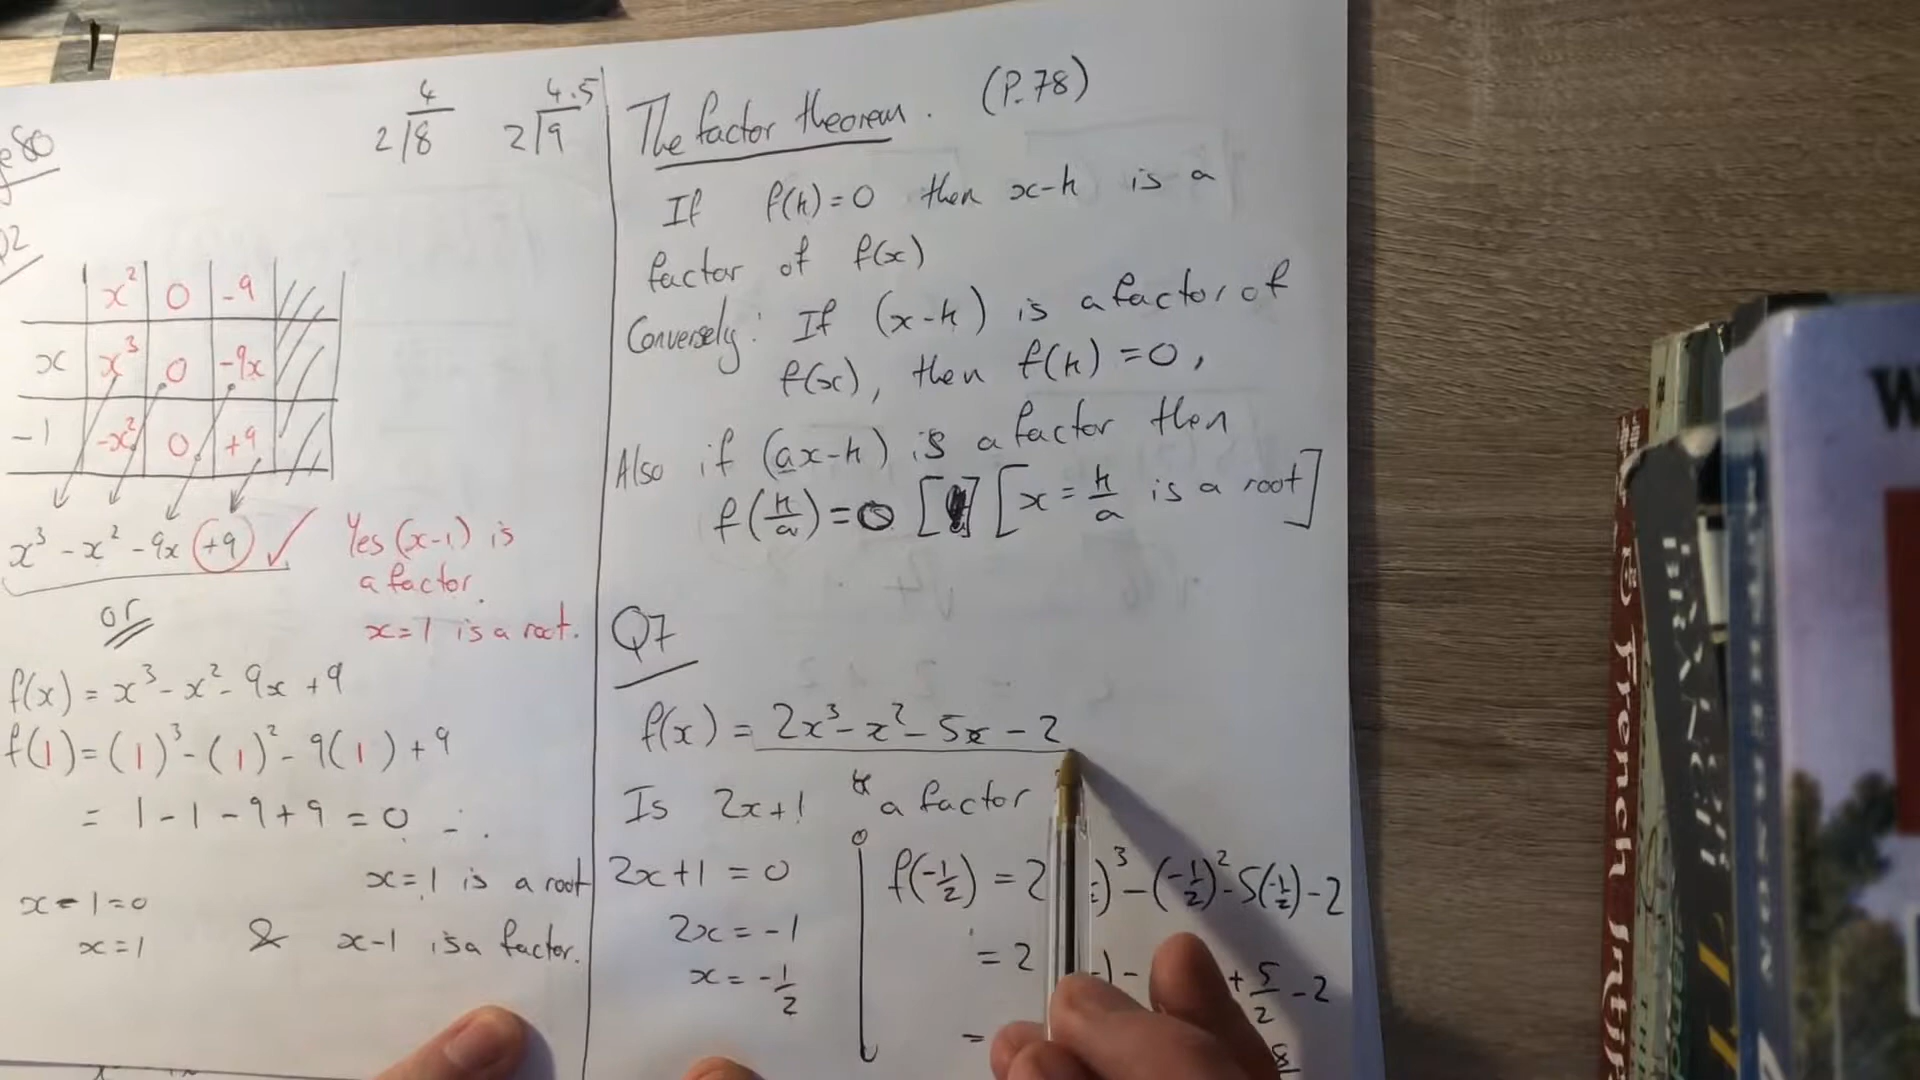 e 80
Q2
4
2|8
4.5
2|9
x² 0 -9
x x³ 0 -9x
-1 -x² 0 +9
x³ - x² - 9x +9 ✓
Yes (x-1) is
a factor.
x=1 is a root.
or
f(x) = x³ - x² - 9x + 9
f(1) = (1)³ - (1)² - 9(1) + 9
= 1 - 1 - 9 + 9 = 0 ∴
x=1 is a root
x-1=0
x=1
& x-1 is a factor.
The factor theorem. (P.78)
If f(k)=0 then x-k is a
factor of f(x)
Conversely: If (x-k) is a factor of
f(x), then f(k) = 0,
Also if (ax-k) is a factor then
f(k/a) = 0 [ ] [x = k/a is a root]
Q7
f(x) = 2x³ - x² - 5x - 2
Is 2x+1 a factor
2x+1 = 0
2x = -1
x = -1/2
f(-1/2) = 2 )³ - (-1/2)² - 5(-1/2) - 2
= 2 ) - + 5/2 - 2
=
French